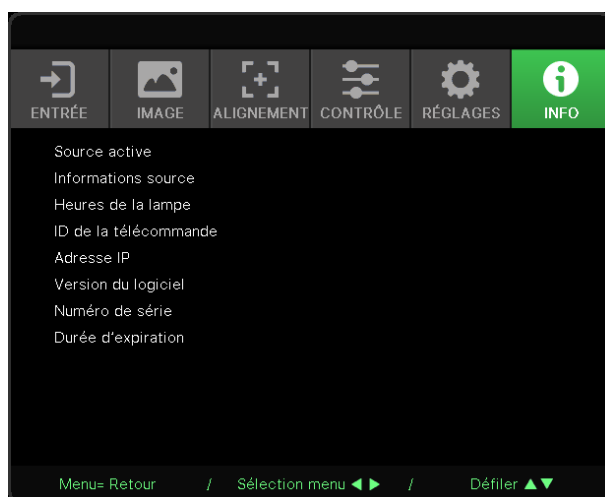 ENTRÉE IMAGE ALIGNEMENT CONTRÔLE RÉGLAGES INFO
Source active
Informations source
Heures de la lampe
ID de la télécommande
Adresse IP
Version du logiciel
Numéro de série
Durée d'expiration
Menu= Retour / Sélection menu ◀ ▶ / Défiler ▲▼